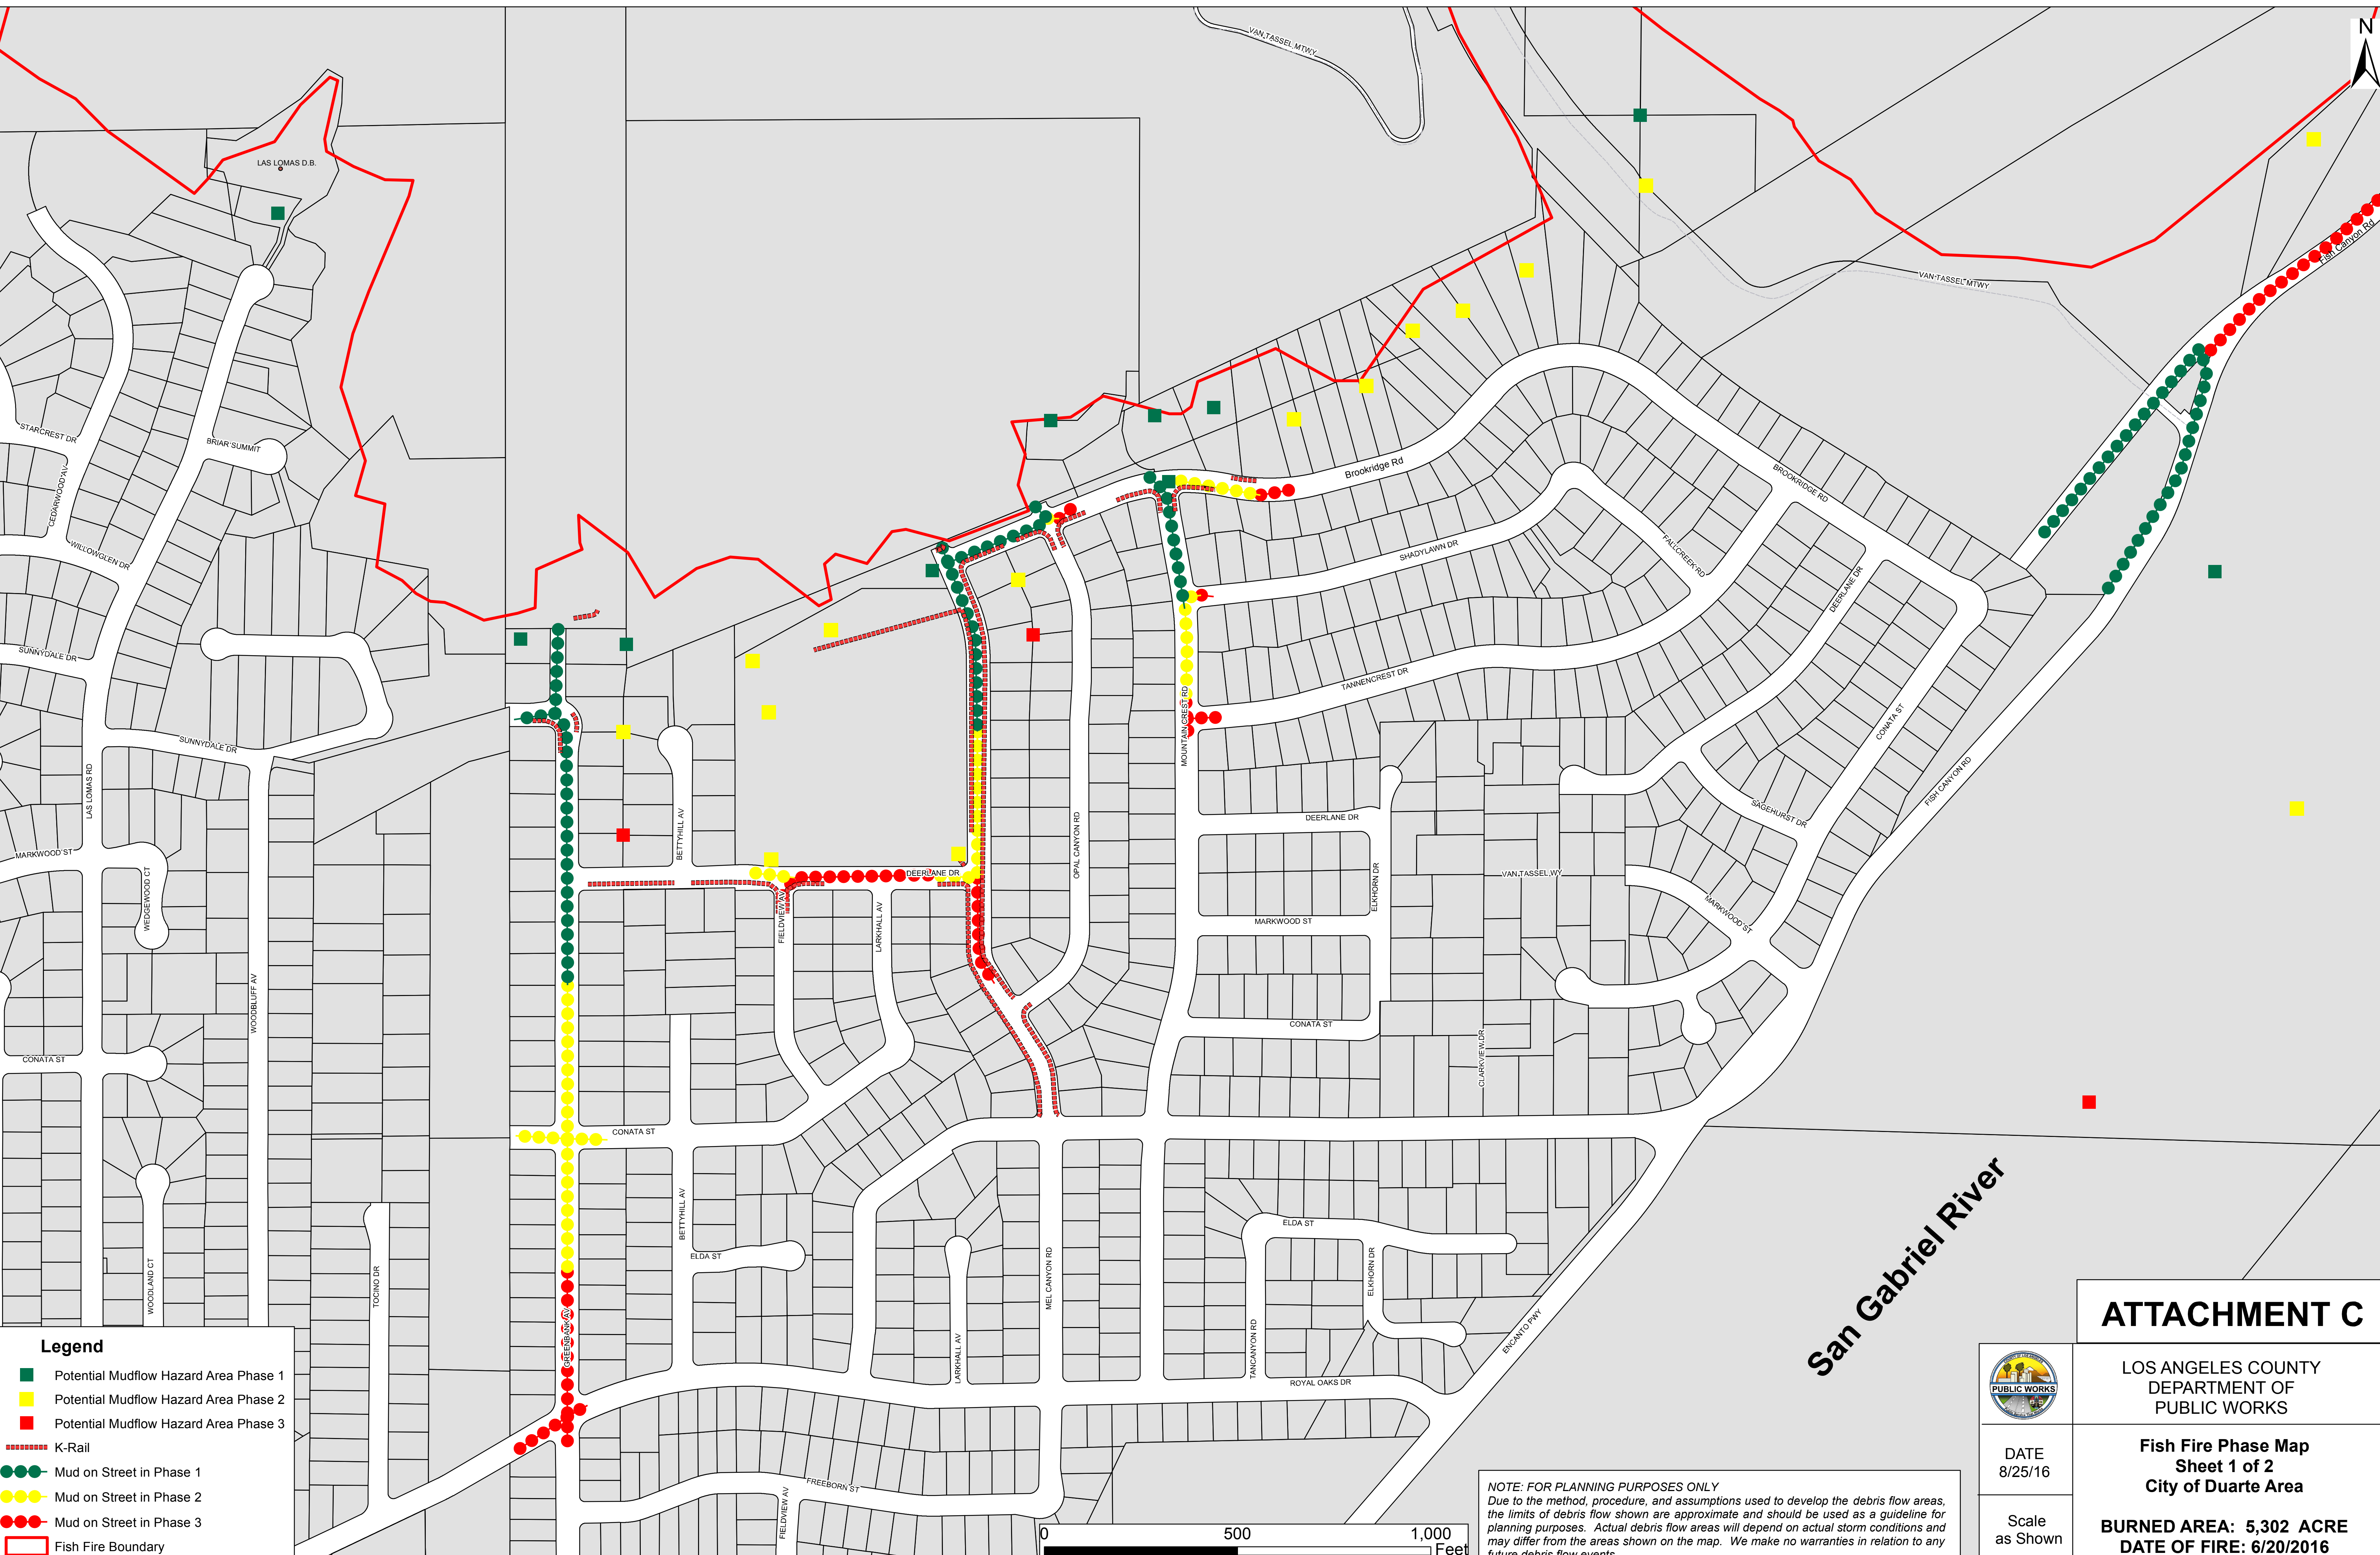 N
VAN TASSEL MTWY
LAS LOMAS D.B.
Fish Canyon Rd
VAN TASSEL MTWY
STARCREST DR
BRIAR SUMMIT
CEDARWOOD AV
Brookridge Rd
BROOKRIDGE RD
WILLOWGLEN DR
SHADYLAWN DR
FALLCREEK RD
DEERLANE DR
SUNNYDALE DR
TANNENCREST DR
SUNNYDALE DR
MOUNTAIN CREST RD
CONATA ST
LAS LOMAS RD
BETTYHILL AV
OPAL CANYON RD
DEERLANE DR
SAGEHURST DR
FISH CANYON RD
MARKWOOD ST
WEDGEWOOD CT
DEERLANE DR
ELKHORN DR
VAN TASSEL WY
FIELDVIEW AV
LARKHALL AV
MARKWOOD ST
MARKWOOD ST
WOODBLUFF AV
CONATA ST
CONATA ST
CLARKVIEW DR
CONATA ST
BETTYHILL AV
ELDA ST
ELDA ST
WOODLAND CT
TOCINO DR
GREENBANK AV
MEL CANYON RD
LARKHALL AV
TANCANYON RD
ELKHORN DR
ENCANTO PWY
ROYAL OAKS DR
San Gabriel River
FREEBORN ST
FIELDVIEW AV
Legend
Potential Mudflow Hazard Area Phase 1
Potential Mudflow Hazard Area Phase 2
Potential Mudflow Hazard Area Phase 3
K-Rail
Mud on Street in Phase 1
Mud on Street in Phase 2
Mud on Street in Phase 3
Fish Fire Boundary
0 500 1,000
Feet
NOTE: FOR PLANNING PURPOSES ONLY
Due to the method, procedure, and assumptions used to develop the debris flow areas,
the limits of debris flow shown are approximate and should be used as a guideline for
planning purposes. Actual debris flow areas will depend on actual storm conditions and
may differ from the areas shown on the map. We make no warranties in relation to any
future debris flow events.
ATTACHMENT C
PUBLIC WORKS
LOS ANGELES COUNTY
DEPARTMENT OF
PUBLIC WORKS
DATE
8/25/16
Fish Fire Phase Map
Sheet 1 of 2
City of Duarte Area
Scale
as Shown
BURNED AREA: 5,302 ACRE
DATE OF FIRE: 6/20/2016